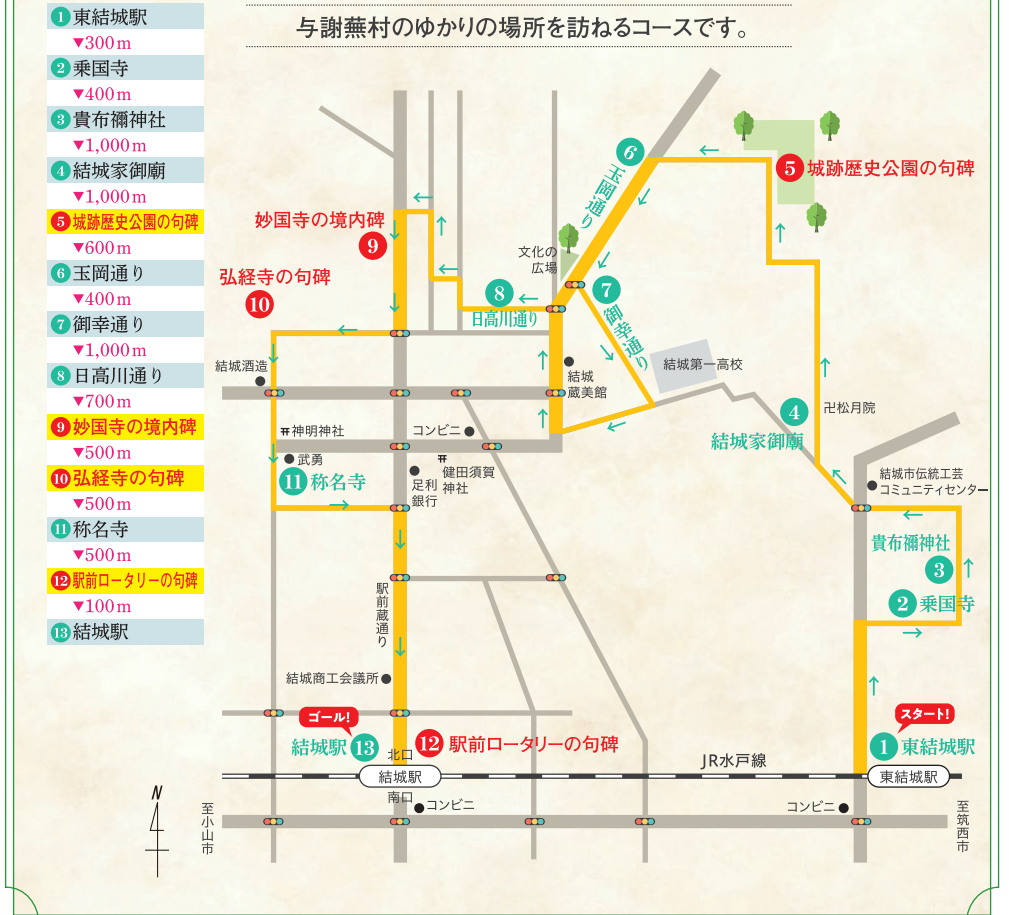 与謝蕪村のゆかりの場所を訪ねるコースです。
1 東結城駅
▼300m
2 乗国寺
▼400m
3 貴布禰神社
▼1,000m
4 結城家御廟
▼1,000m
5 城跡歴史公園の句碑
▼600m
6 玉岡通り
▼400m
7 御幸通り
▼1,000m
8 日高川通り
▼700m
9 妙国寺の境内碑
▼500m
10 弘経寺の句碑
▼500m
11 称名寺
▼500m
12 駅前ロータリーの句碑
▼100m
13 結城駅
6
玉岡通り
5 城跡歴史公園の句碑
妙国寺の境内碑
9
文化の
広場
弘経寺の句碑
10
8
日高川通り
7
御幸通り
結城酒造
結城
蔵美館
結城第一高校
4
結城家御廟
卍松月院
神明神社
コンビニ
武勇
11 称名寺
足利
銀行
健田須賀
神社
結城市伝統工芸
コミュニティセンター
貴布禰神社
3
2 乗国寺
駅前蔵通り
結城商工会議所
ゴール!
結城駅 13
北口
12 駅前ロータリーの句碑
スタート!
1 東結城駅
JR水戸線
結城駅
東結城駅
南口
コンビニ
コンビニ
N
至小山市
至筑西市